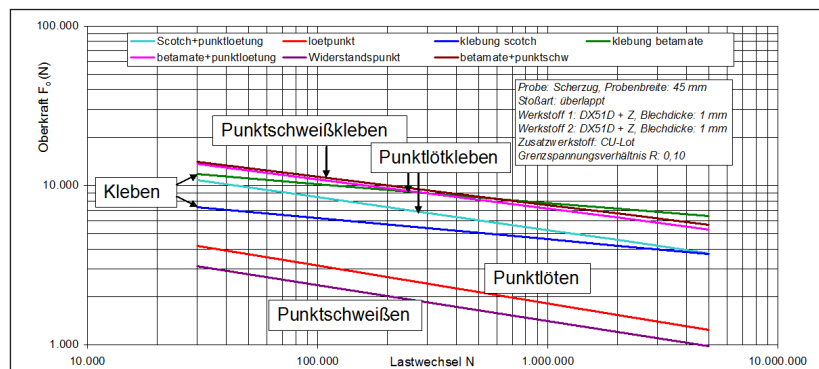 100.000
10.000
1.000
Oberkraft Fo (N)
Scotch+punktloetung
loetpunkt
klebung scotch
klebung betamate
betamate+punktloetung
Widerstandspunkt
betamate+punktschw
Probe: Scherzug, Probenbreite: 45 mm
Stoßart: überlappt
Werkstoff 1: DX51D + Z, Blechdicke: 1 mm
Werkstoff 2: DX51D + Z, Blechdicke: 1 mm
Zusatzwerkstoff: CU-Lot
Grenzspannungsverhältnis R: 0,10
Punktschweißkleben
Punktlötkleben
Kleben
Punktlöten
Punktschweißen
10.000
100.000
1.000.000
10.000.000
Lastwechsel N